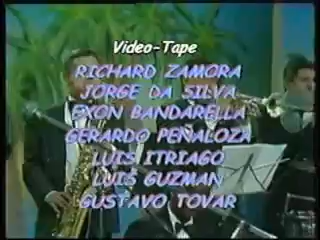 Video-Tape
RICHARD ZAMORA
JORGE DA SILVA
EXON BANDARELLA
GERARDO PEÑALOZA
LUIS ITRIAGO
LUIS GUZMAN
GUSTAVO TOVAR